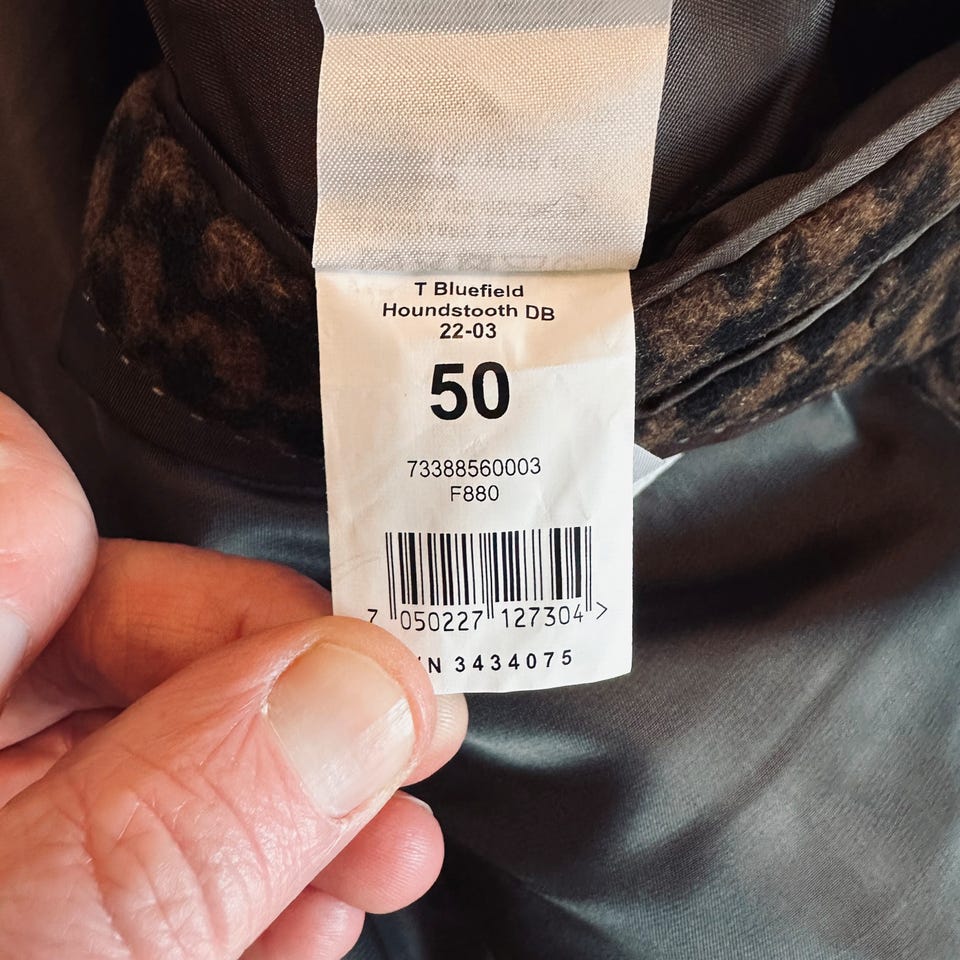 T Bluefield
Houndstooth DB
22-03
50
73388560003
F880
7 050227 127304 >
N 3434075